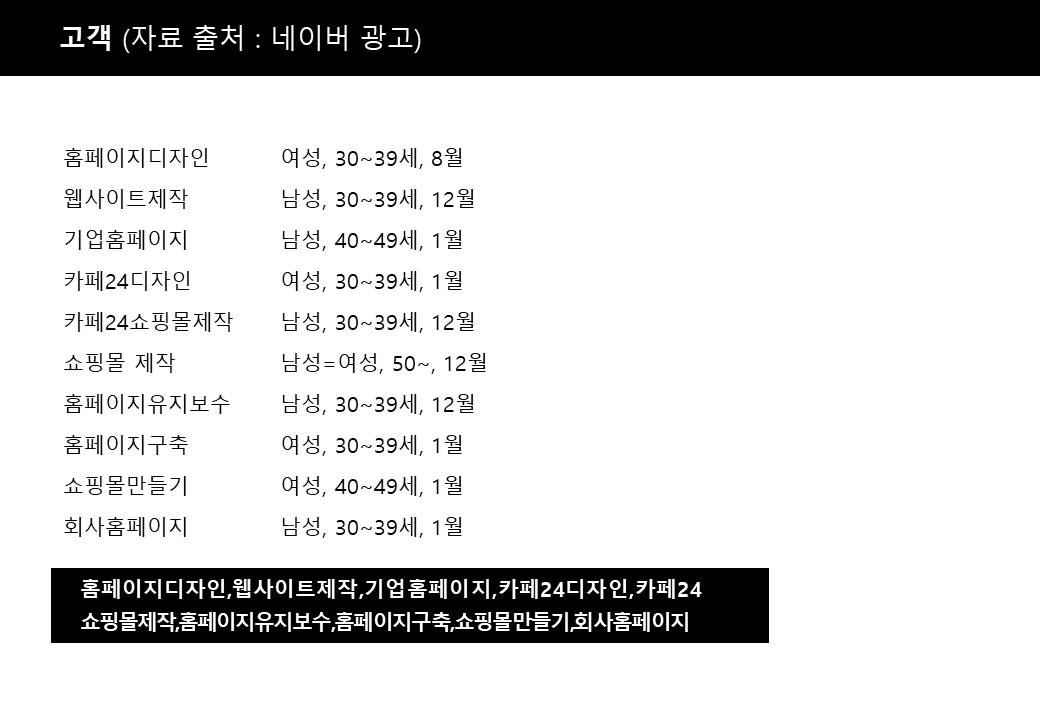 고객 (자료 출처 : 네이버 광고)
홈페이지디자인 여성, 30~39세, 8월
웹사이트제작 남성, 30~39세, 12월
기업홈페이지 남성, 40~49세, 1월
카페24디자인 여성, 30~39세, 1월
카페24쇼핑몰제작 남성, 30~39세, 12월
쇼핑몰 제작 남성=여성, 50~, 12월
홈페이지유지보수 남성, 30~39세, 12월
홈페이지구축 여성, 30~39세, 1월
쇼핑몰만들기 여성, 40~49세, 1월
회사홈페이지 남성, 30~39세, 1월
홈페이지디자인,웹사이트제작,기업홈페이지,카페24디자인,카페24
쇼핑몰제작,홈페이지유지보수,홈페이지구축,쇼핑몰만들기,회사홈페이지